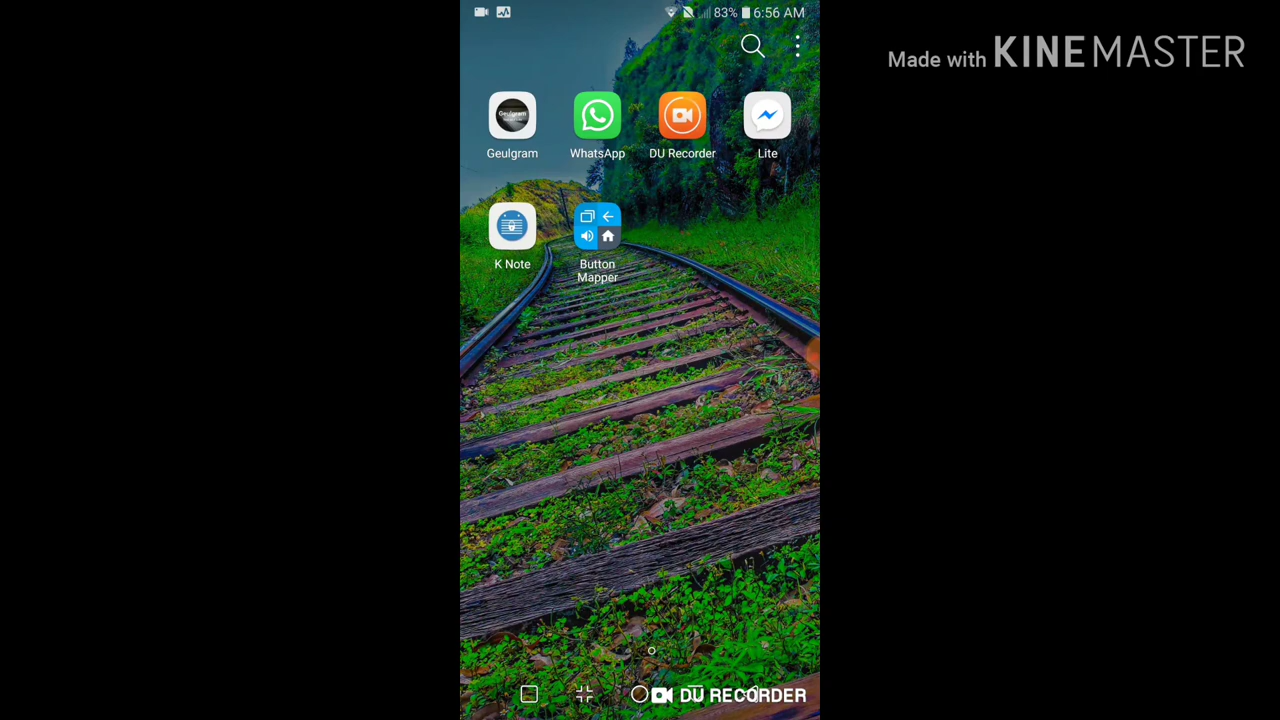 83% 6:56 AM
Made with KINEMASTER
Geulgram
WhatsApp
DU Recorder
Lite
K Note
Button
Mapper
DU RECORDER